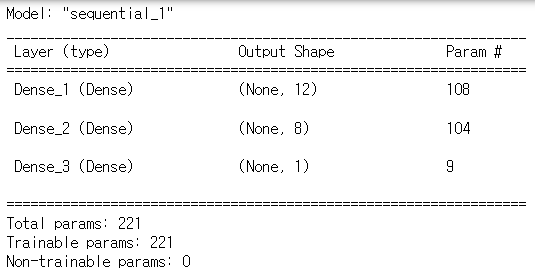 Model: "sequential_1"
_________________________________________________________________
Layer (type) Output Shape Param #
=================================================================
Dense_1 (Dense) (None, 12) 108
Dense_2 (Dense) (None, 8) 104
Dense_3 (Dense) (None, 1) 9
=================================================================
Total params: 221
Trainable params: 221
Non-trainable params: 0